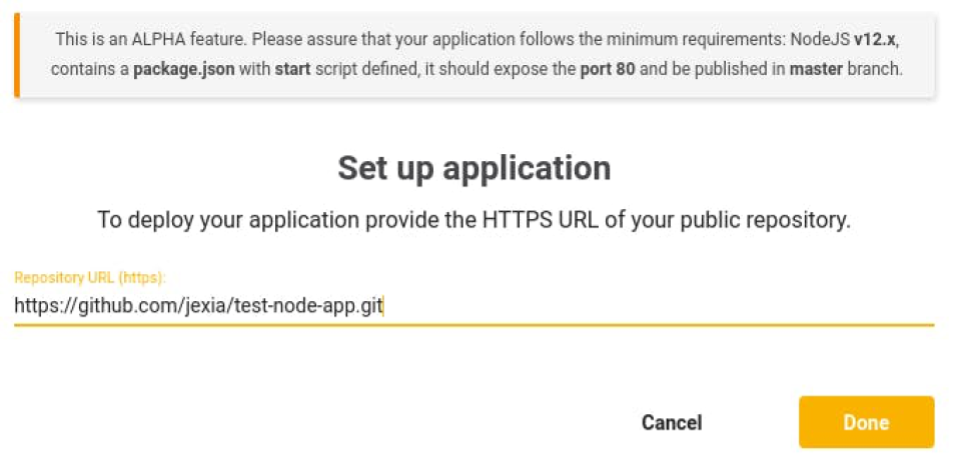 This is an ALPHA feature. Please assure that your application follows the minimum requirements: NodeJS v12.x,
contains a package.json with start script defined, it should expose the port 80 and be published in master branch.
Set up application
To deploy your application provide the HTTPS URL of your public repository.
Repository URL (https):
https://github.com/jexia/test-node-app.git
Cancel
Done